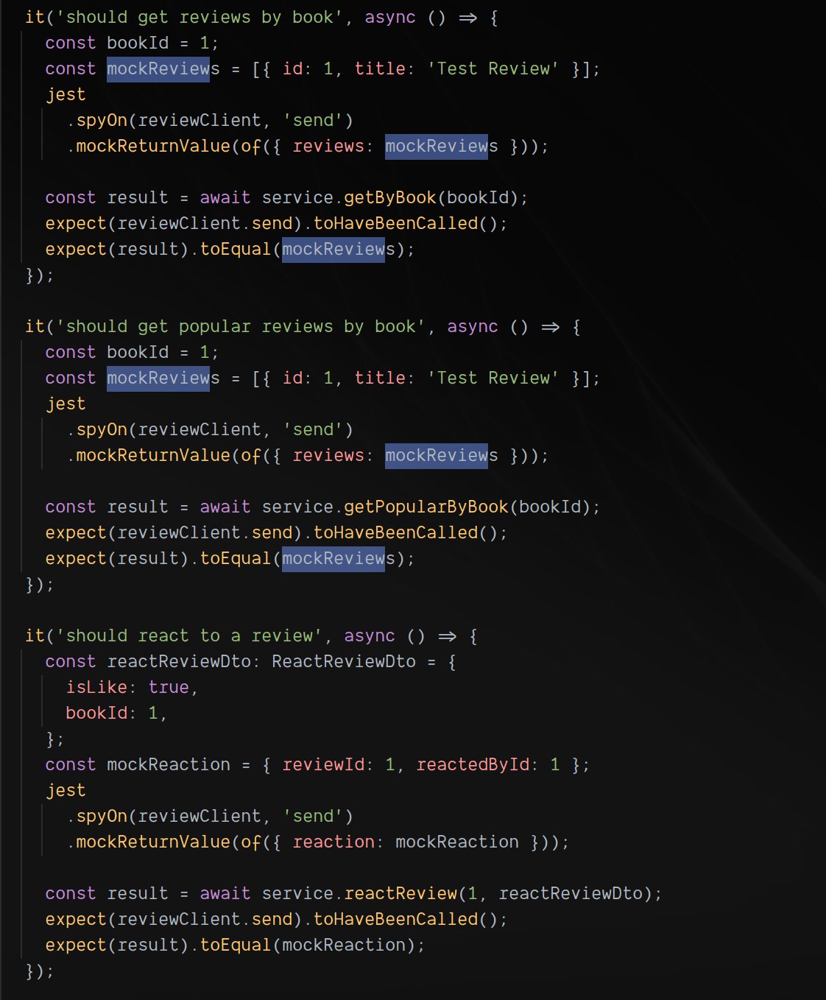 it('should get reviews by book', async () => {
const bookId = 1;
const mockReviews = [{ id: 1, title: 'Test Review' }];
jest
.spyOn(reviewClient, 'send')
.mockReturnValue(of({ reviews: mockReviews }));
const result = await service.getByBook(bookId);
expect(reviewClient.send).toHaveBeenCalled();
expect(result).toEqual(mockReviews);
});
it('should get popular reviews by book', async () => {
const bookId = 1;
const mockReviews = [{ id: 1, title: 'Test Review' }];
jest
.spyOn(reviewClient, 'send')
.mockReturnValue(of({ reviews: mockReviews }));
const result = await service.getPopularByBook(bookId);
expect(reviewClient.send).toHaveBeenCalled();
expect(result).toEqual(mockReviews);
});
it('should react to a review', async () => {
const reactReviewDto: ReactReviewDto = {
isLike: true,
bookId: 1,
};
const mockReaction = { reviewId: 1, reactedById: 1 };
jest
.spyOn(reviewClient, 'send')
.mockReturnValue(of({ reaction: mockReaction }));
const result = await service.reactReview(1, reactReviewDto);
expect(reviewClient.send).toHaveBeenCalled();
expect(result).toEqual(mockReaction);
});